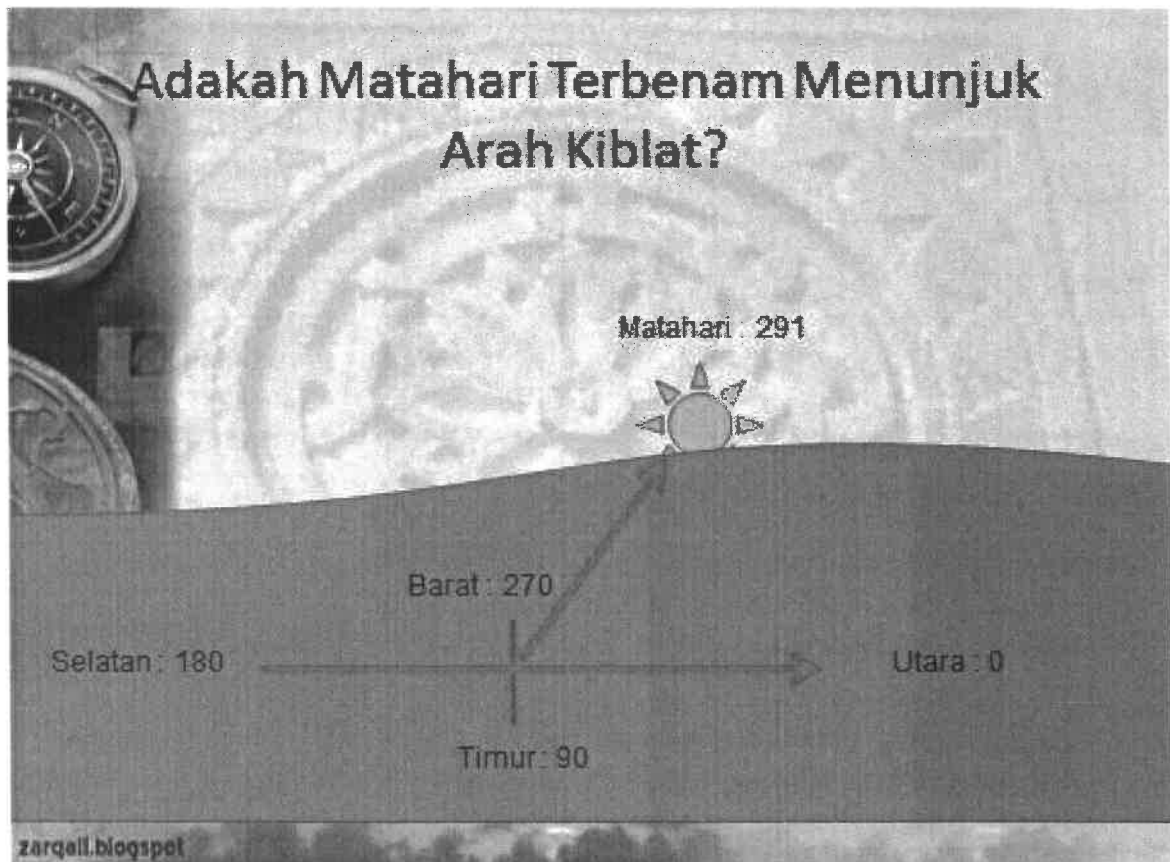 Adakah Matahari Terbenam Menunjuk
Arah Kiblat?
Matahari : 291
Barat : 270
Selatan : 180
Utara : 0
Timur : 90
zarqali.blogspot